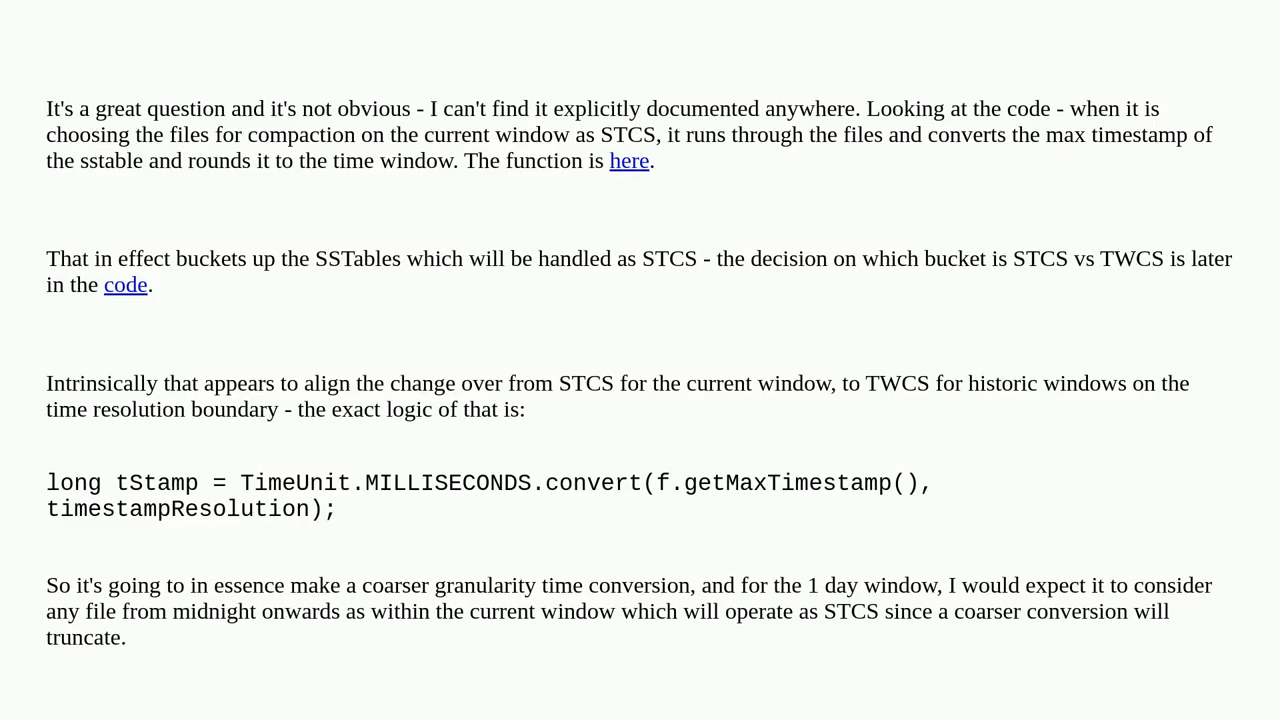 It's a great question and it's not obvious - I can't find it explicitly documented anywhere. Looking at the code - when it is
choosing the files for compaction on the current window as STCS, it runs through the files and converts the max timestamp of
the sstable and rounds it to the time window. The function is here.
That in effect buckets up the SSTables which will be handled as STCS - the decision on which bucket is STCS vs TWCS is later
in the code.
Intrinsically that appears to align the change over from STCS for the current window, to TWCS for historic windows on the
time resolution boundary - the exact logic of that is:
long tStamp = TimeUnit.MILLISECONDS.convert(f.getMaxTimestamp(),
timestampResolution);
So it's going to in essence make a coarser granularity time conversion, and for the 1 day window, I would expect it to consider
any file from midnight onwards as within the current window which will operate as STCS since a coarser conversion will
truncate.